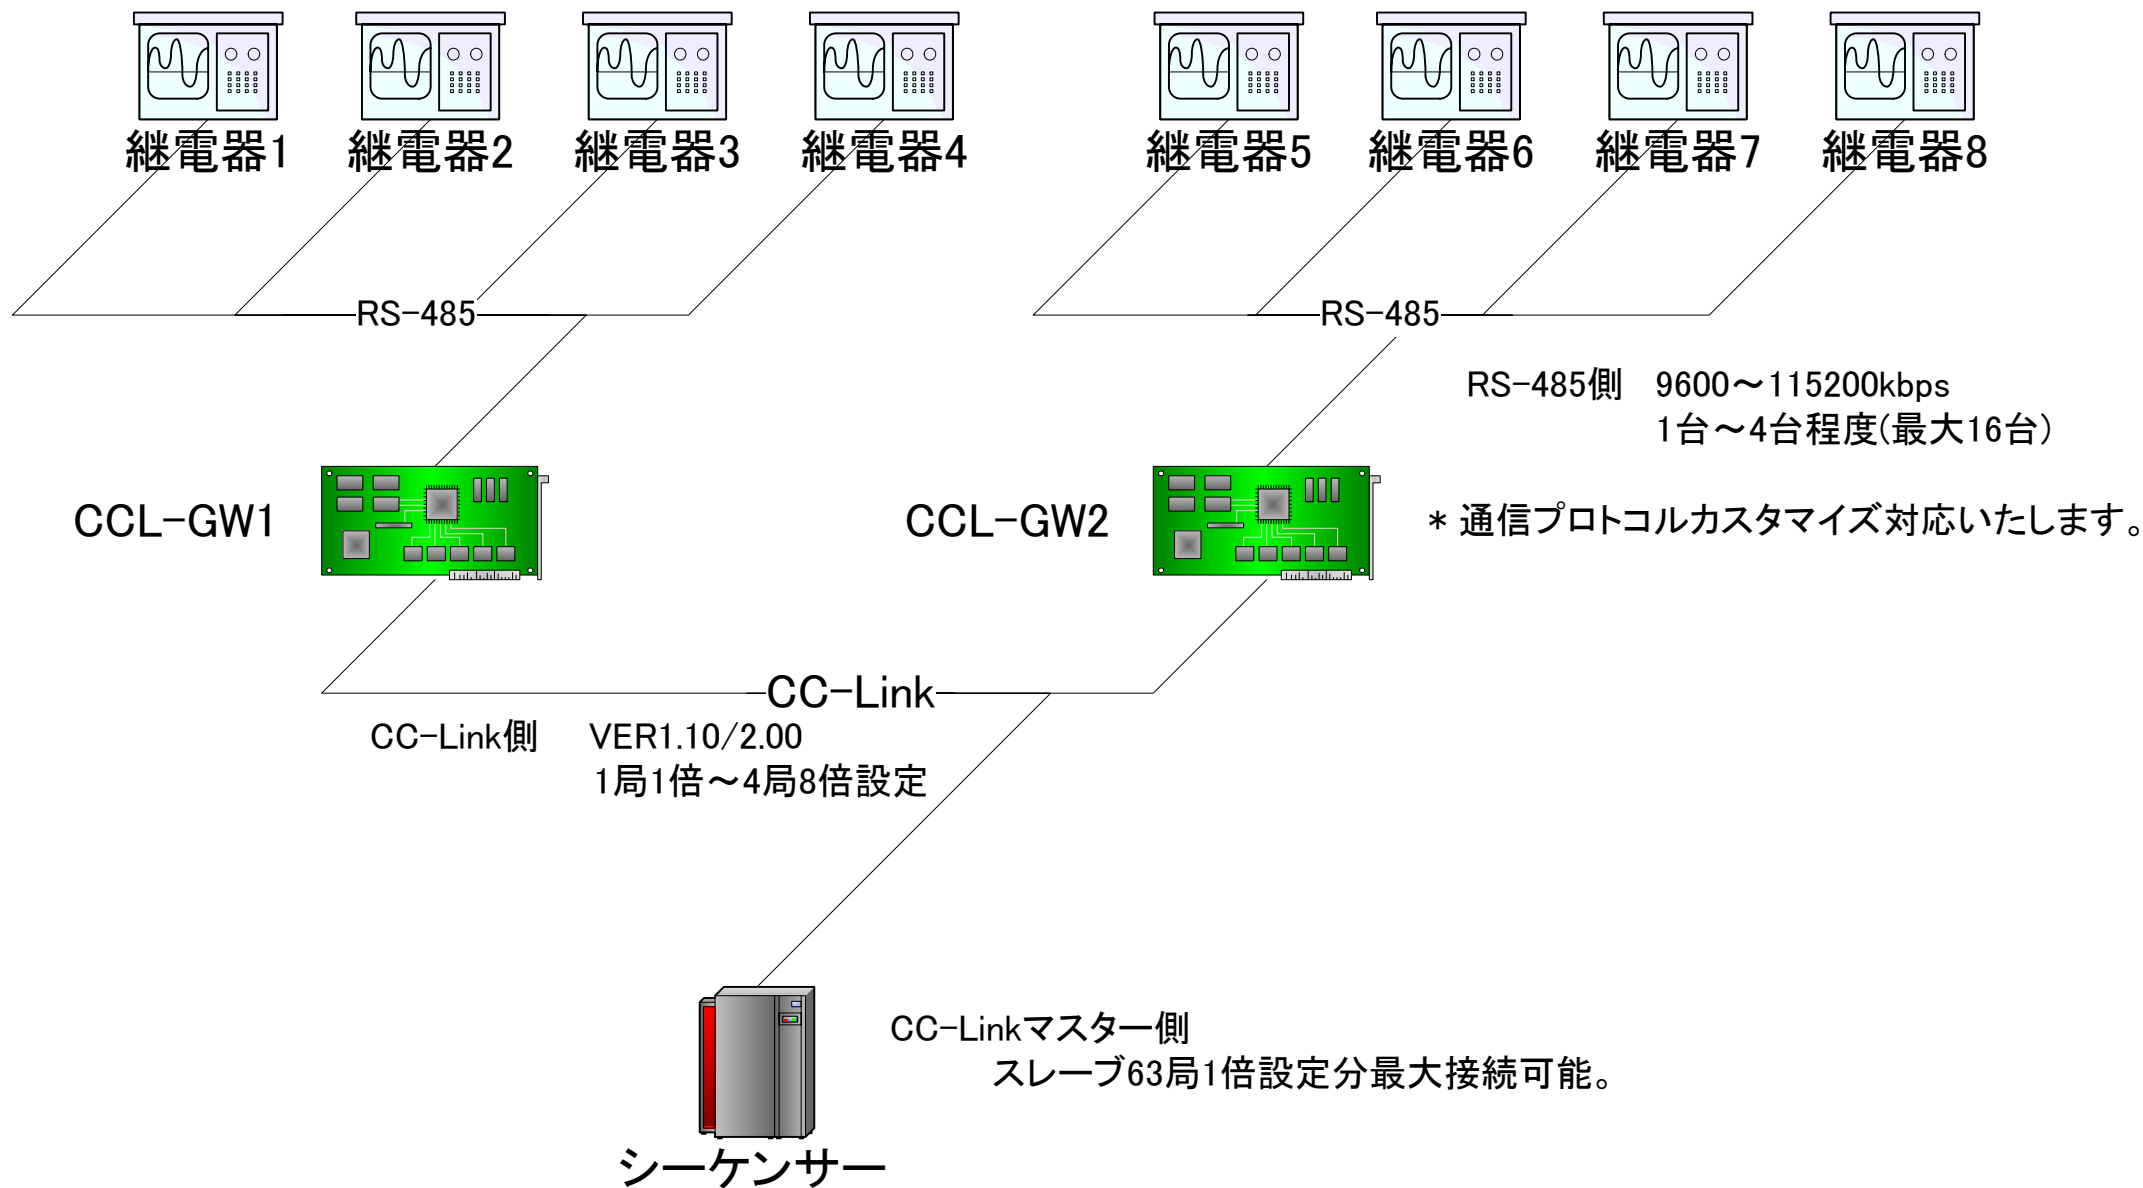 継電器1 継電器2 継電器3 継電器4 継電器5 継電器6 継電器7 継電器8
RS-485 RS-485
RS-485側 9600～115200kbps
1台～4台程度(最大16台)
CCL-GW1 CCL-GW2 * 通信プロトコルカスタマイズ対応いたします。
CC-Link
CC-Link側 VER1.10/2.00
1局1倍～4局8倍設定
CC-Linkマスター側
スレーブ63局1倍設定分最大接続可能。
シーケンサー